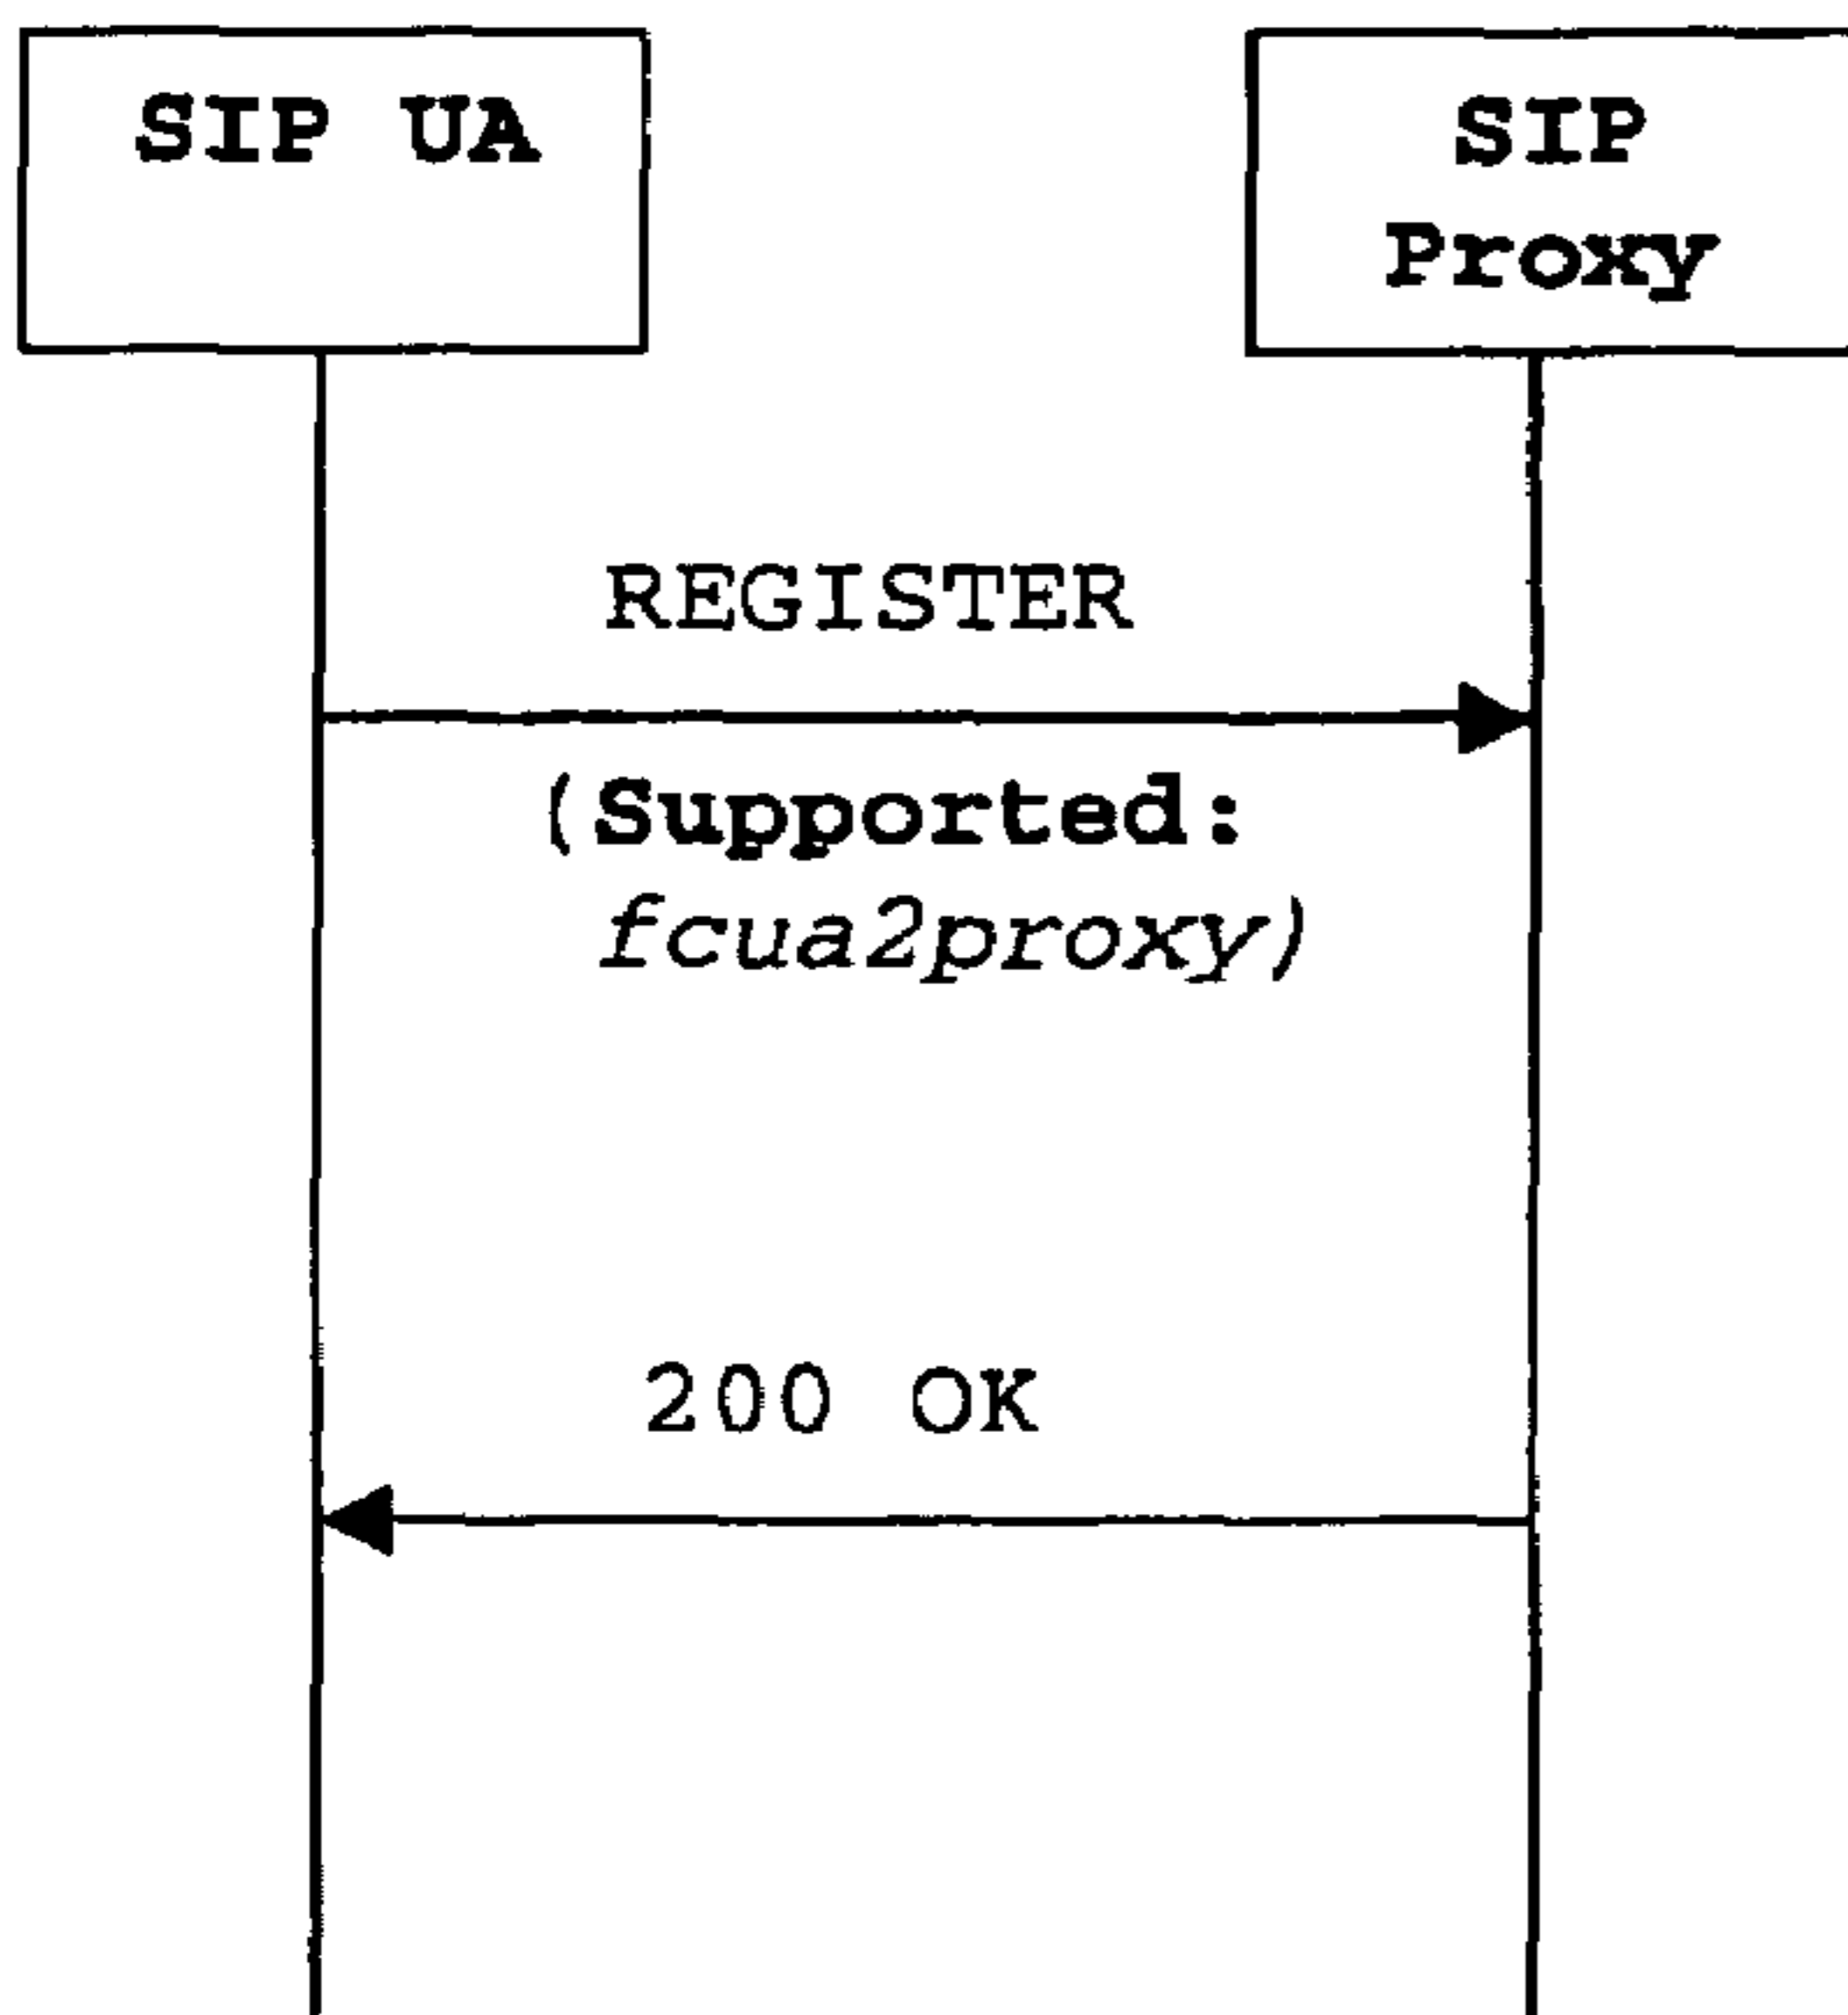 SIP UA
SIP
Proxy
REGISTER
(Supported:
fcua2proxy)
200 OK